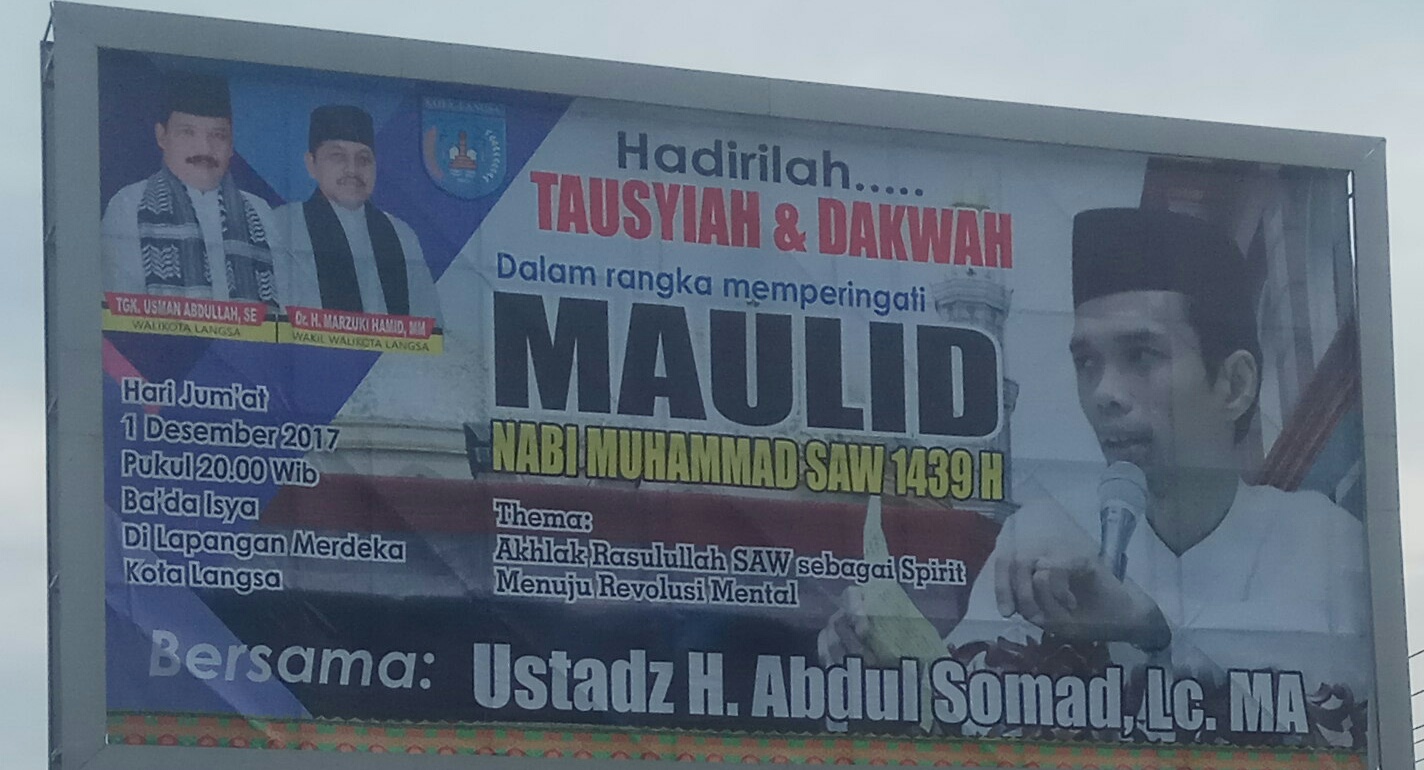 KOTA LANGSA
TGK. USMAN ABDULLAH, SE
WALIKOTA LANGSA
Dr. H. MARZUKI HAMID, MM
WAKIL WALIKOTA LANGSA
Hadirilah.....
TAUSYIAH & DAKWAH
Dalam rangka memperingati
MAULID
NABI MUHAMMAD SAW 1439 H
Hari Jum'at
1 Desember 2017
Pukul 20.00 Wib
Ba'da Isya
Di Lapangan Merdeka
Kota Langsa
Thema:
Akhlak Rasulullah SAW sebagai Spirit
Menuju Revolusi Mental
Bersama: Ustadz H. Abdul Somad, Lc. MA